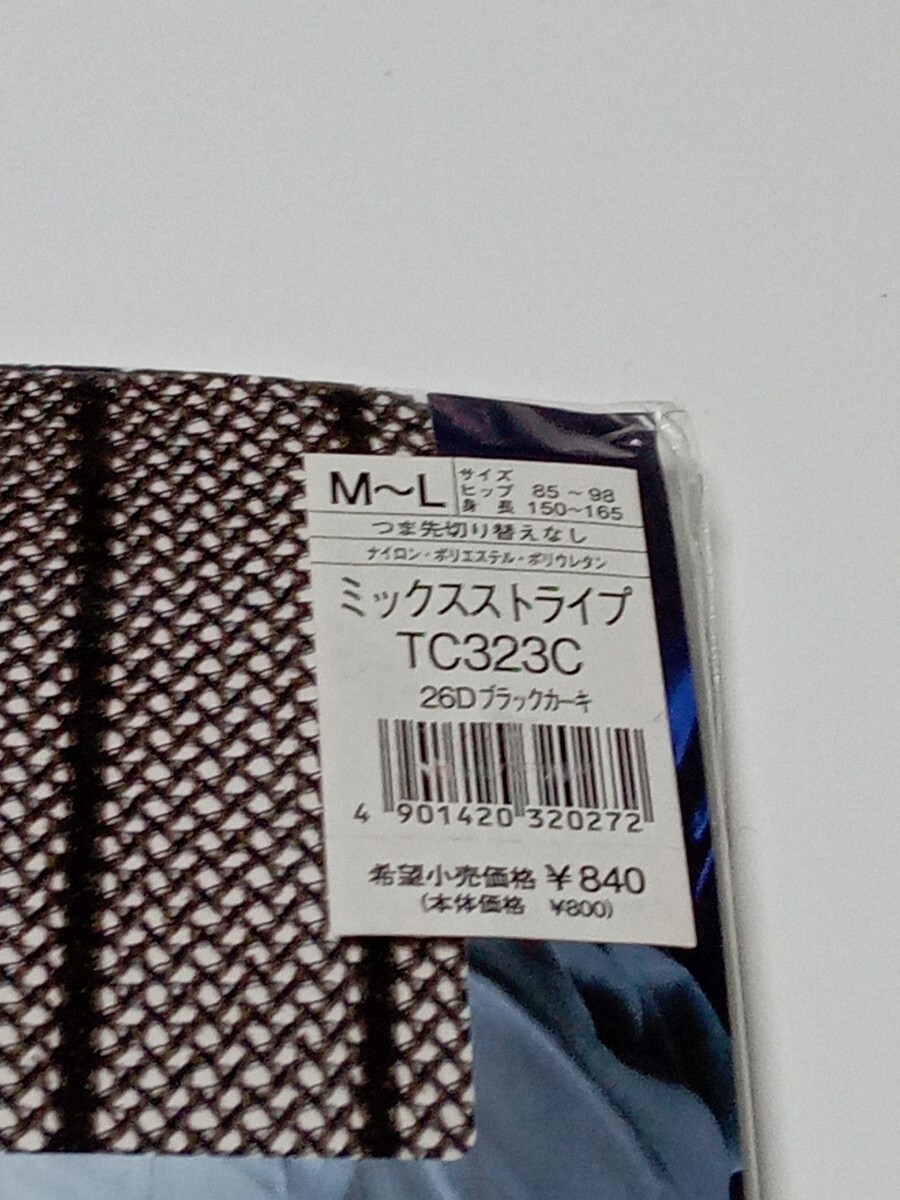 M〜L
サイズ
ヒップ 85〜98
身長 150〜165
つま先切り替えなし
ナイロン・ポリエステル・ポリウレタン
ミックスストライプ
TC323C
26Dブラックカーキ
4 901420 320272
希望小売価格 ¥840
(本体価格 ¥800)